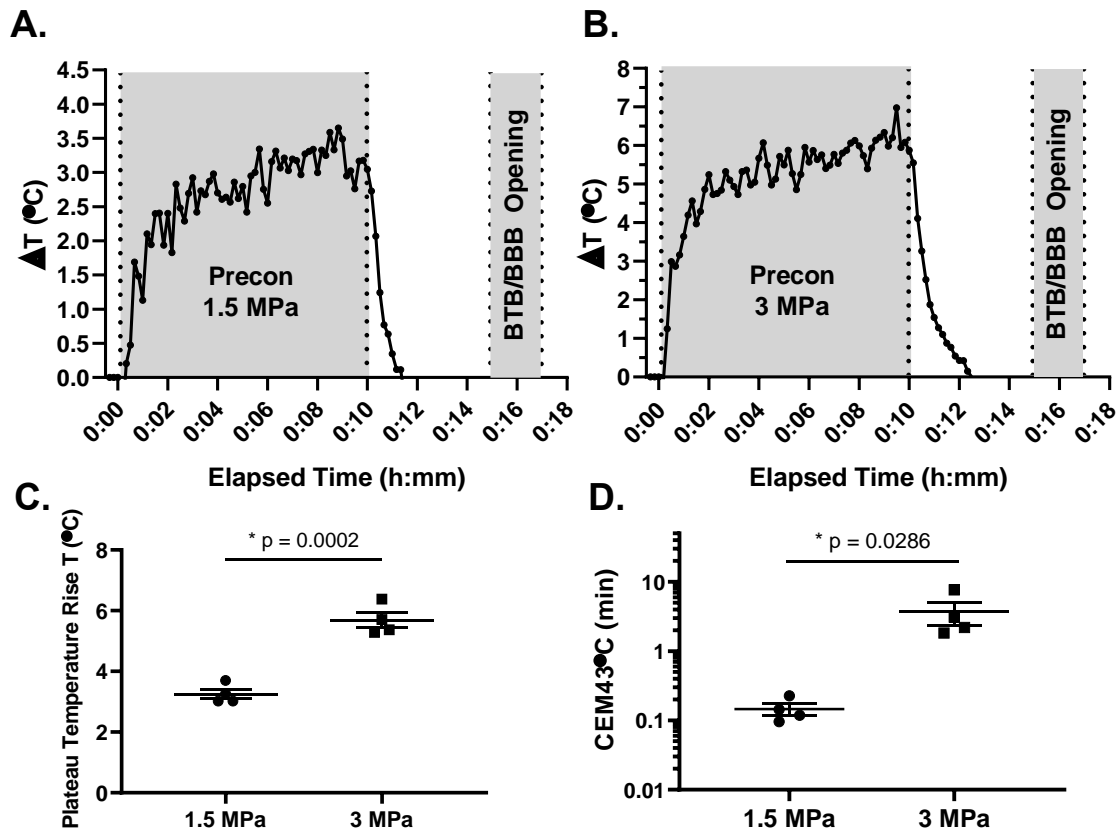 A.
4.5
4.0
3.5
3.0
2.5
2.0
1.5
1.0
0.5
0.0
▲T (●C)
Precon
1.5 MPa
BTB/BBB Opening
0:00
0:02
0:04
0:06
0:08
0:10
0:12
0:14
0:16
0:18
Elapsed Time (h:mm)
B.
8
7
6
5
4
3
2
1
0
▲T (●C)
Precon
3 MPa
BTB/BBB Opening
0:00
0:02
0:04
0:06
0:08
0:10
0:12
0:14
0:16
0:18
Elapsed Time (h:mm)
C.
Plateau Temperature Rise T (●C)
8
6
4
2
0
* p = 0.0002
1.5 MPa
3 MPa
D.
CEM43●C (min)
10
1
0.1
0.01
* p = 0.0286
1.5 MPa
3 MPa